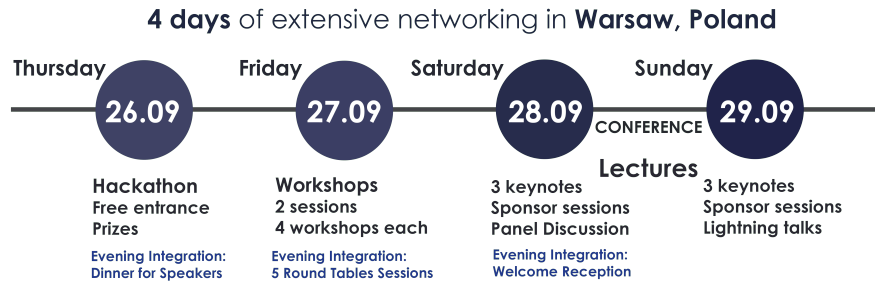 4 days of extensive networking in Warsaw, Poland
Thursday
26.09
Hackathon
Free entrance
Prizes
Evening Integration:
Dinner for Speakers
Friday
27.09
Workshops
2 sessions
4 workshops each
Evening Integration:
5 Round Tables Sessions
Saturday
28.09
CONFERENCE
Lectures
3 keynotes
Sponsor sessions
Panel Discussion
Evening Integration:
Welcome Reception
Sunday
29.09
3 keynotes
Sponsor sessions
Lightning talks